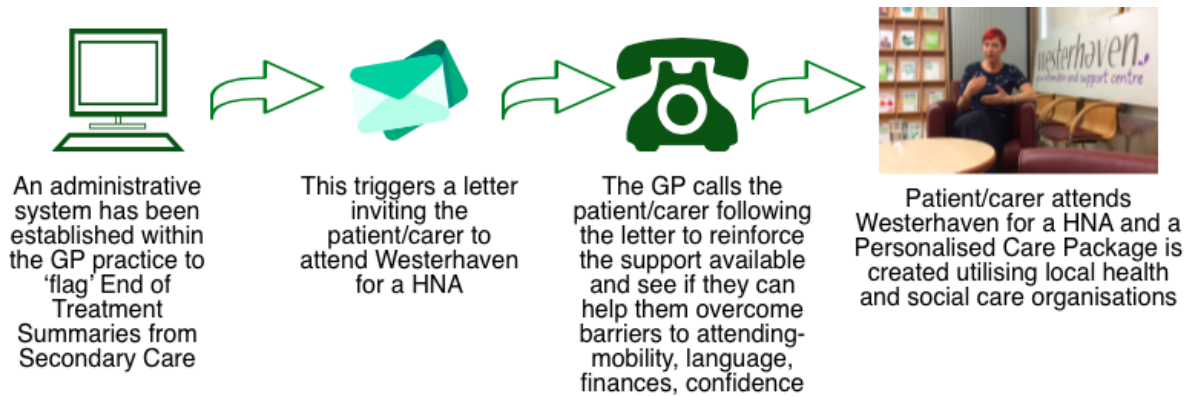 An administrative
system has been
established within
the GP practice to
‘flag’ End of
Treatment
Summaries from
Secondary Care
This triggers a letter
inviting the
patient/carer to
attend Westerhaven
for a HNA
The GP calls the
patient/carer following
the letter to reinforce
the support available
and see if they can
help them overcome
barriers to attending-
mobility, language,
finances, confidence
westerhaven
and support centre
Patient/carer attends
Westerhaven for a HNA and a
Personalised Care Package is
created utilising local health
and social care organisations